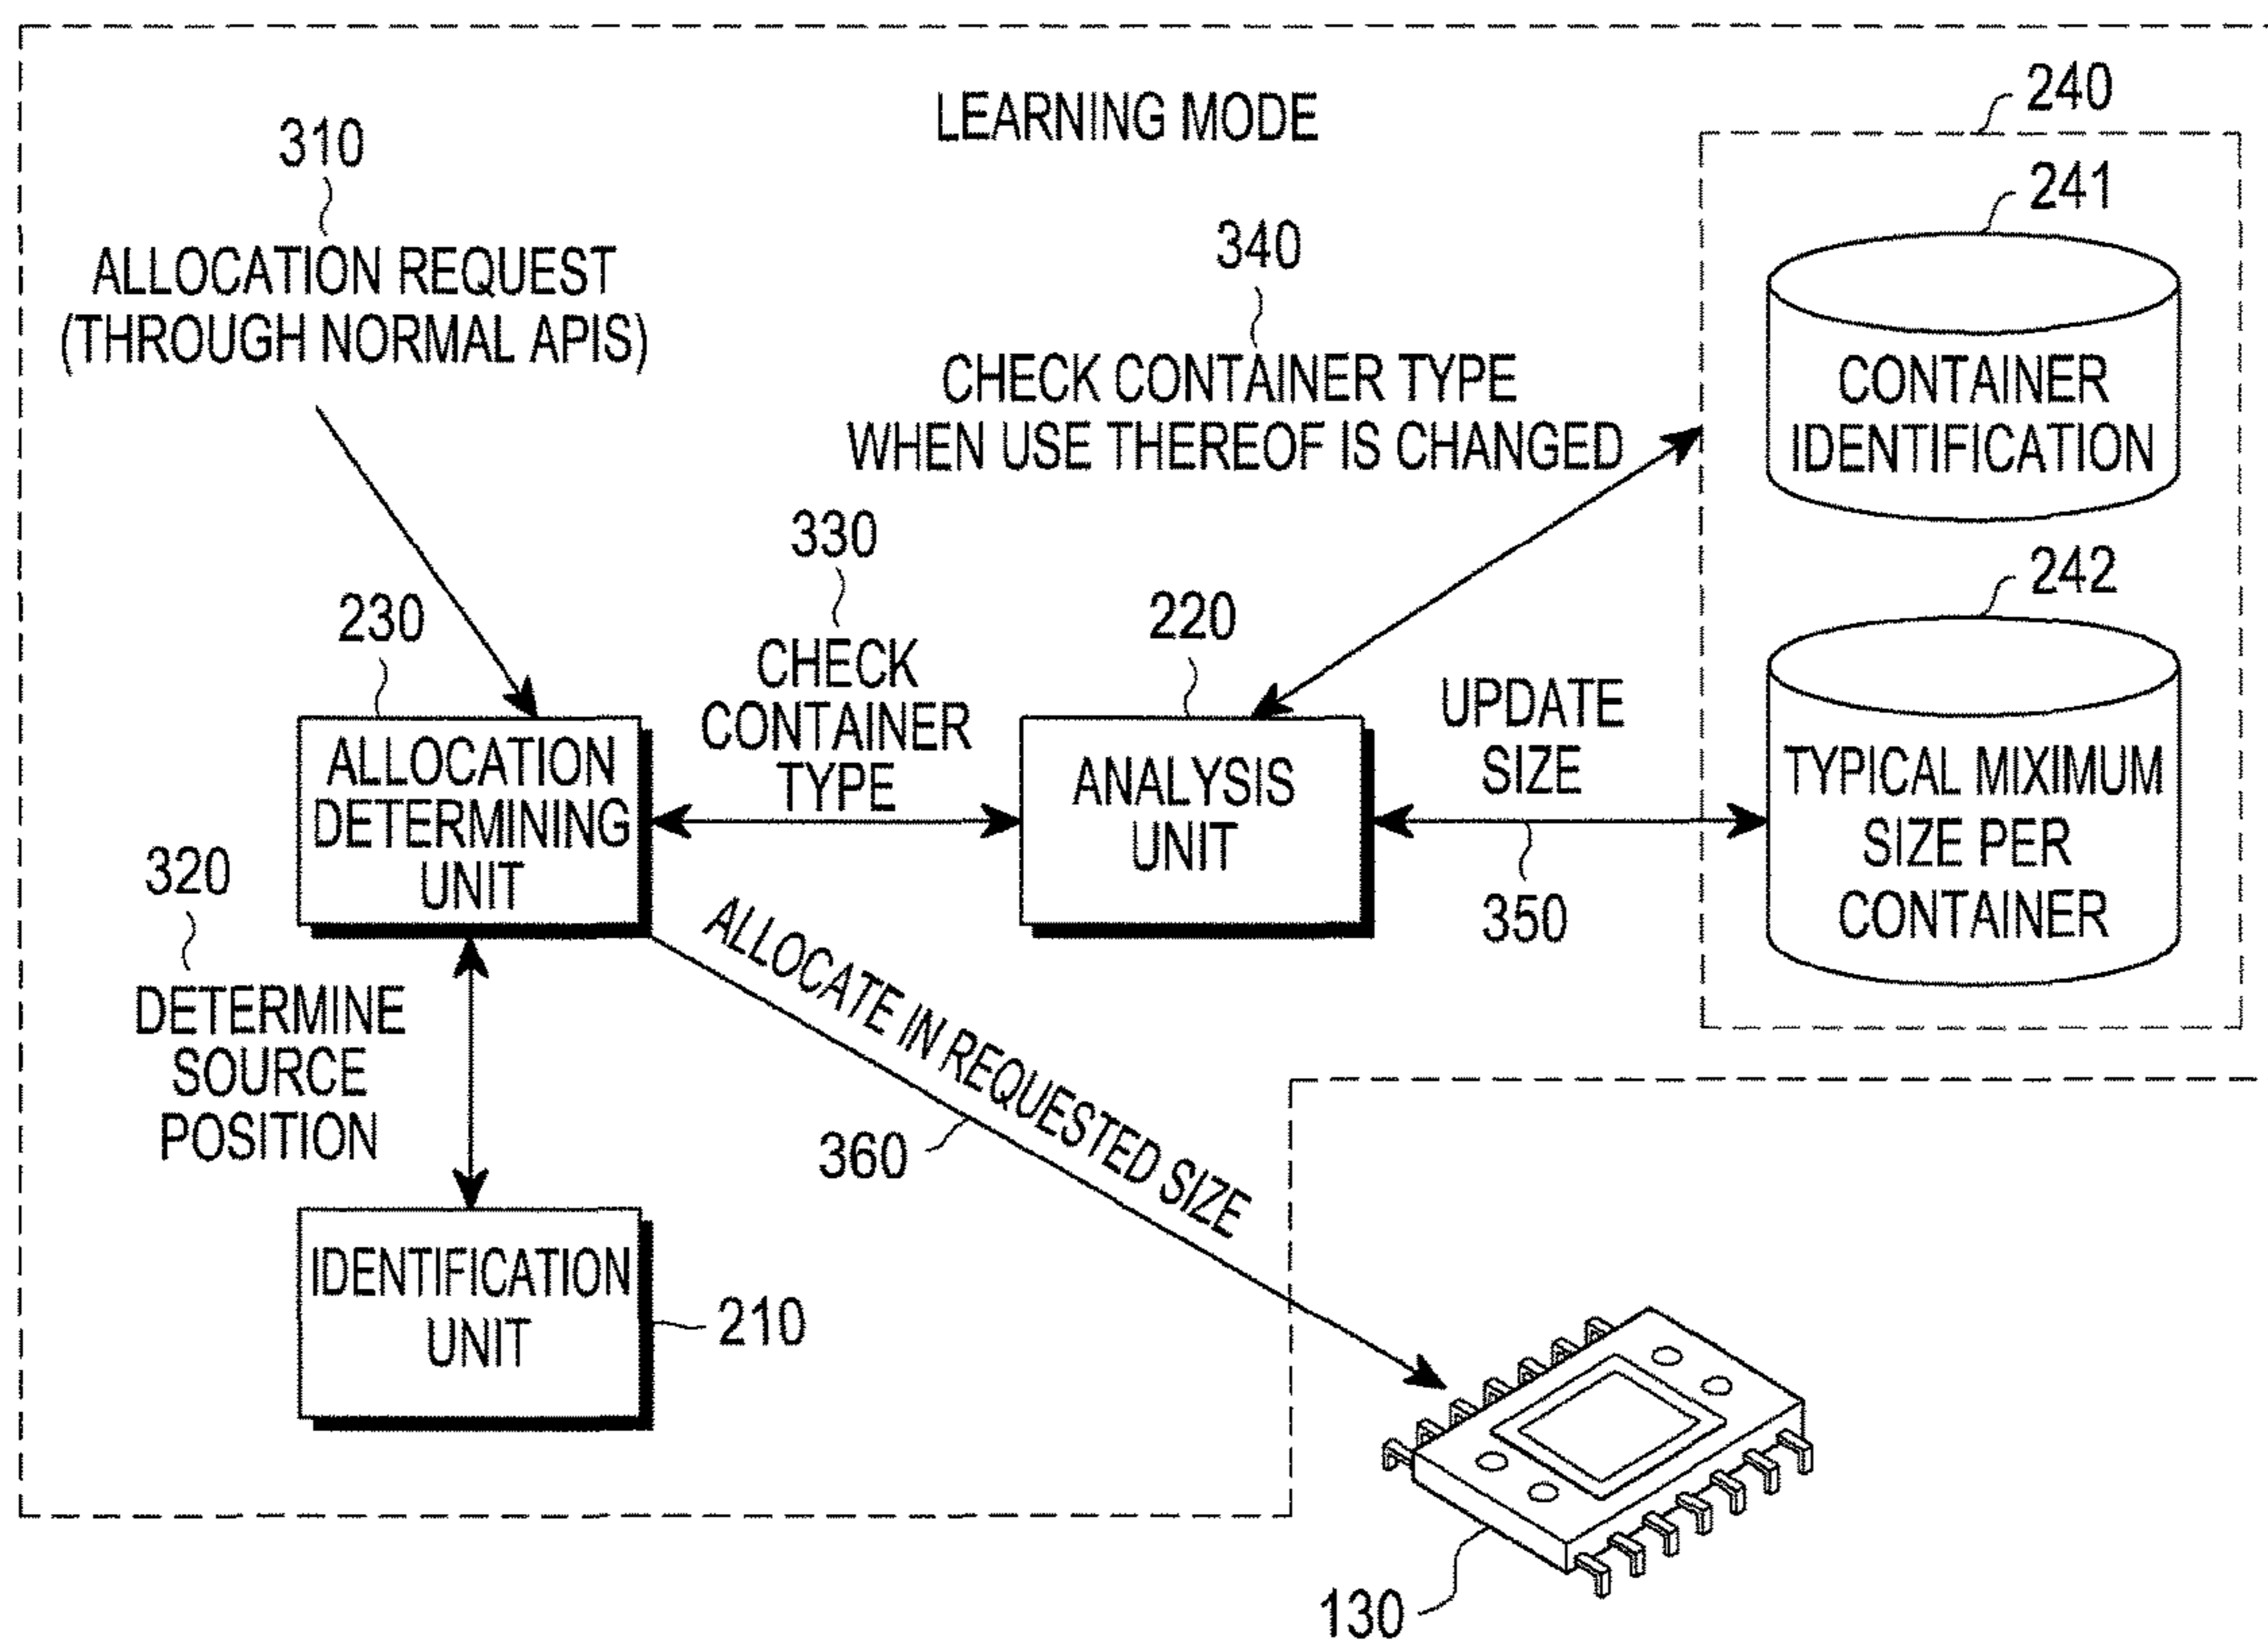 LEARNING MODE
240
310
241
ALLOCATION REQUEST
(THROUGH NORMAL APIS)
340
CHECK CONTAINER TYPE
WHEN USE THEREOF IS CHANGED
CONTAINER
IDENTIFICATION
330
CHECK
CONTAINER
TYPE
230
220
242
ALLOCATION
DETERMINING
UNIT
ANALYSIS
UNIT
UPDATE
SIZE
350
TYPICAL MIXIMUM
SIZE PER
CONTAINER
320
DETERMINE
SOURCE
POSITION
ALLOCATE IN REQUESTED SIZE
360
IDENTIFICATION
UNIT
210
130